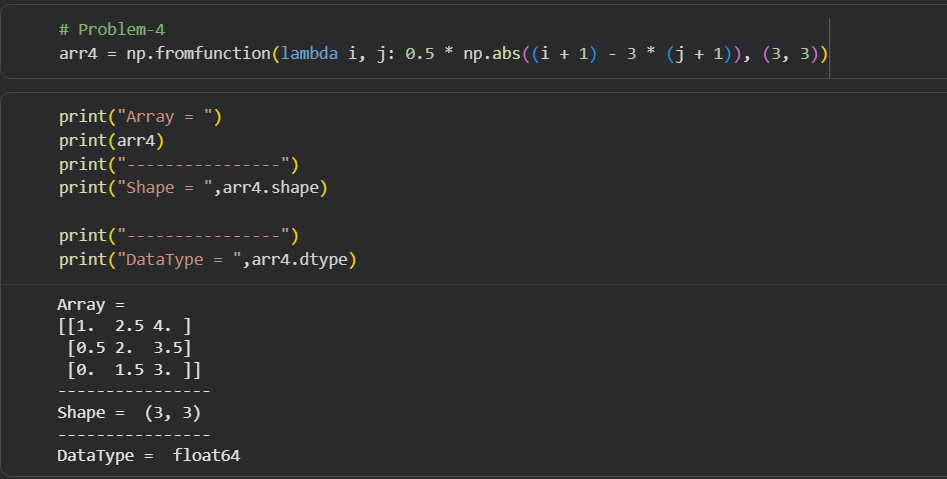 # Problem-4
arr4 = np.fromfunction(lambda i, j: 0.5 * np.abs((i + 1) - 3 * (j + 1)), (3, 3))
print("Array = ")
print(arr4)
print("----------------")
print("Shape = ",arr4.shape)
print("----------------")
print("DataType = ",arr4.dtype)
Array =
[[1.  2.5 4. ]
 [0.5 2.  3.5]
 [0.  1.5 3. ]]
----------------
Shape =  (3, 3)
----------------
DataType =  float64